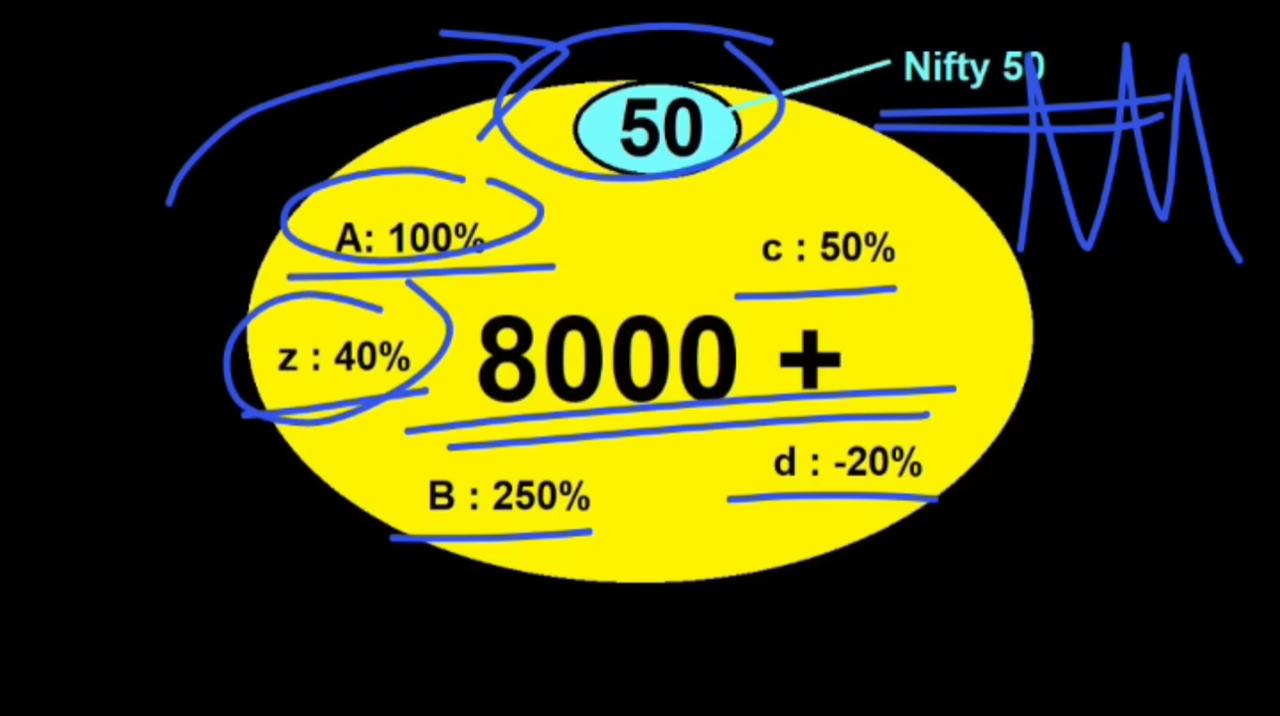 Nifty 50
50
A: 100%
c : 50%
z : 40%
8000 +
d : -20%
B : 250%